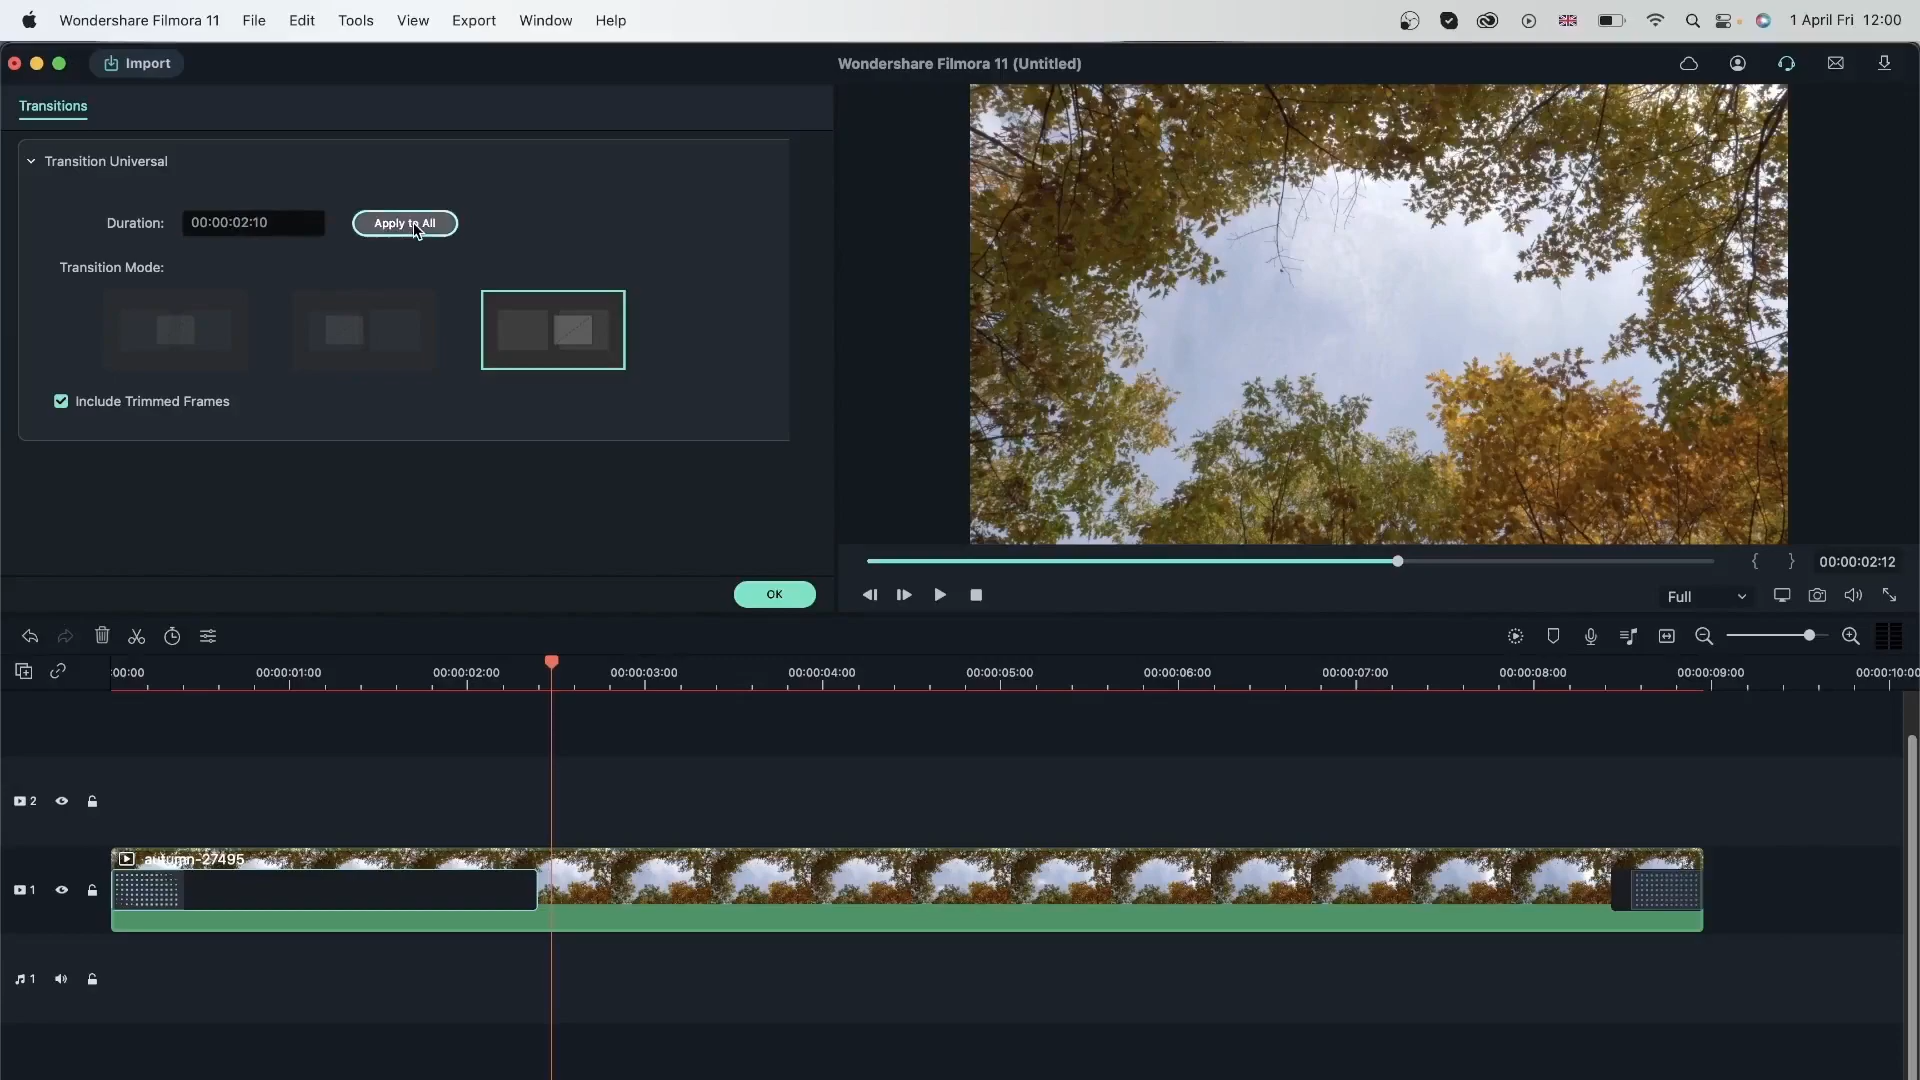 Wondershare Filmora 11 File Edit Tools View Export Window Help 1 April Fri 12:00
Import Wondershare Filmora 11 (Untitled)
Transitions
Transition Universal
Duration: 00:00:02:10 Apply to All
Transition Mode:
Include Trimmed Frames
{ } 00:00:02:12
OK
Full
:00:00 00:00:01:00 00:00:02:00 00:00:03:00 00:00:04:00 00:00:05:00 00:00:06:00 00:00:07:00 00:00:08:00 00:00:09:00 00:00:10:00
2
autumn-27495
1
1